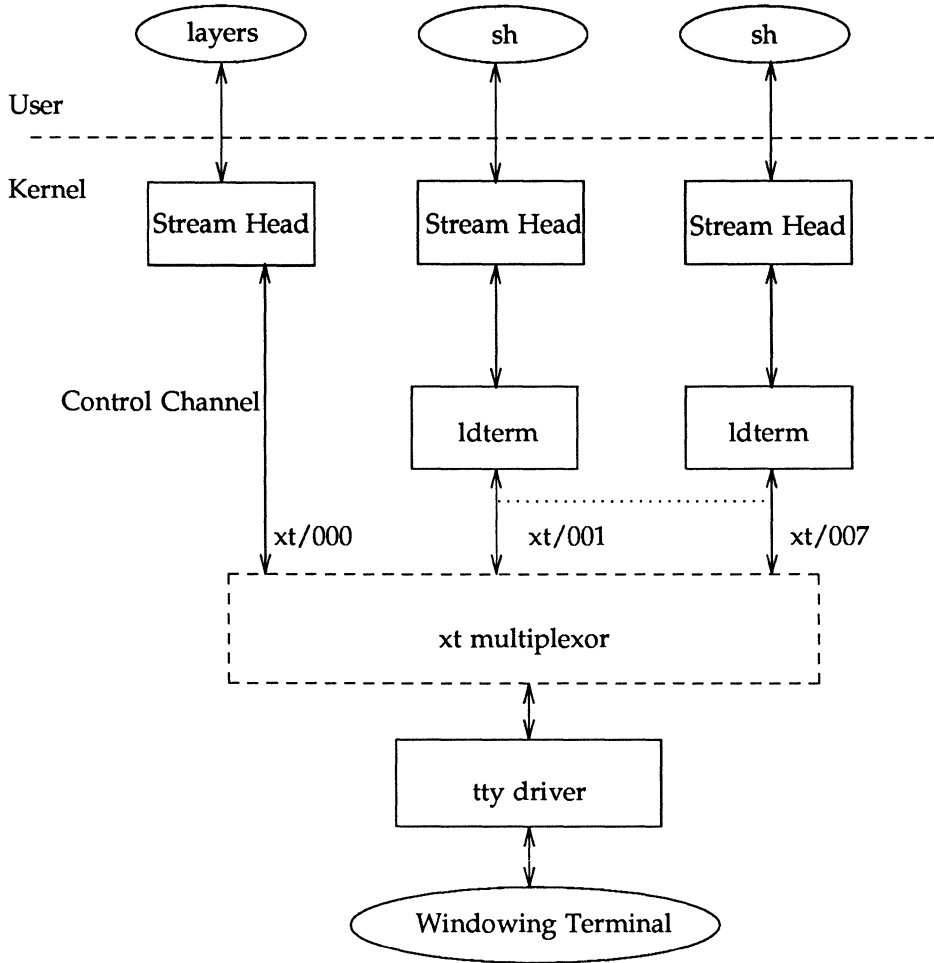 layers
sh
sh
User
Kernel
Stream Head
Stream Head
Stream Head
Control Channel
ldterm
ldterm
xt/000
xt/001
xt/007
xt multiplexor
tty driver
Windowing Terminal